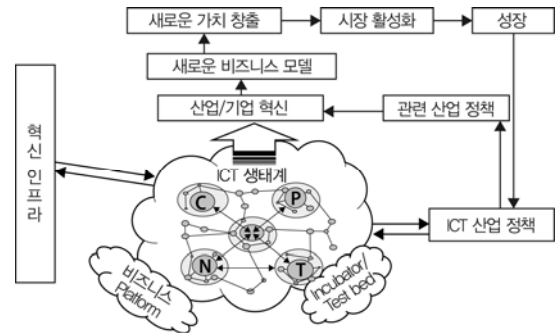 새로운 가치 창출
시장 활성화
성장
새로운 비즈니스 모델
산업/기업 혁신
관련 산업 정책
혁신 인프라
ICT 생태계
C
P
N
T
ICT 산업 정책
비즈니스
Platform
Incubator/
Test bed